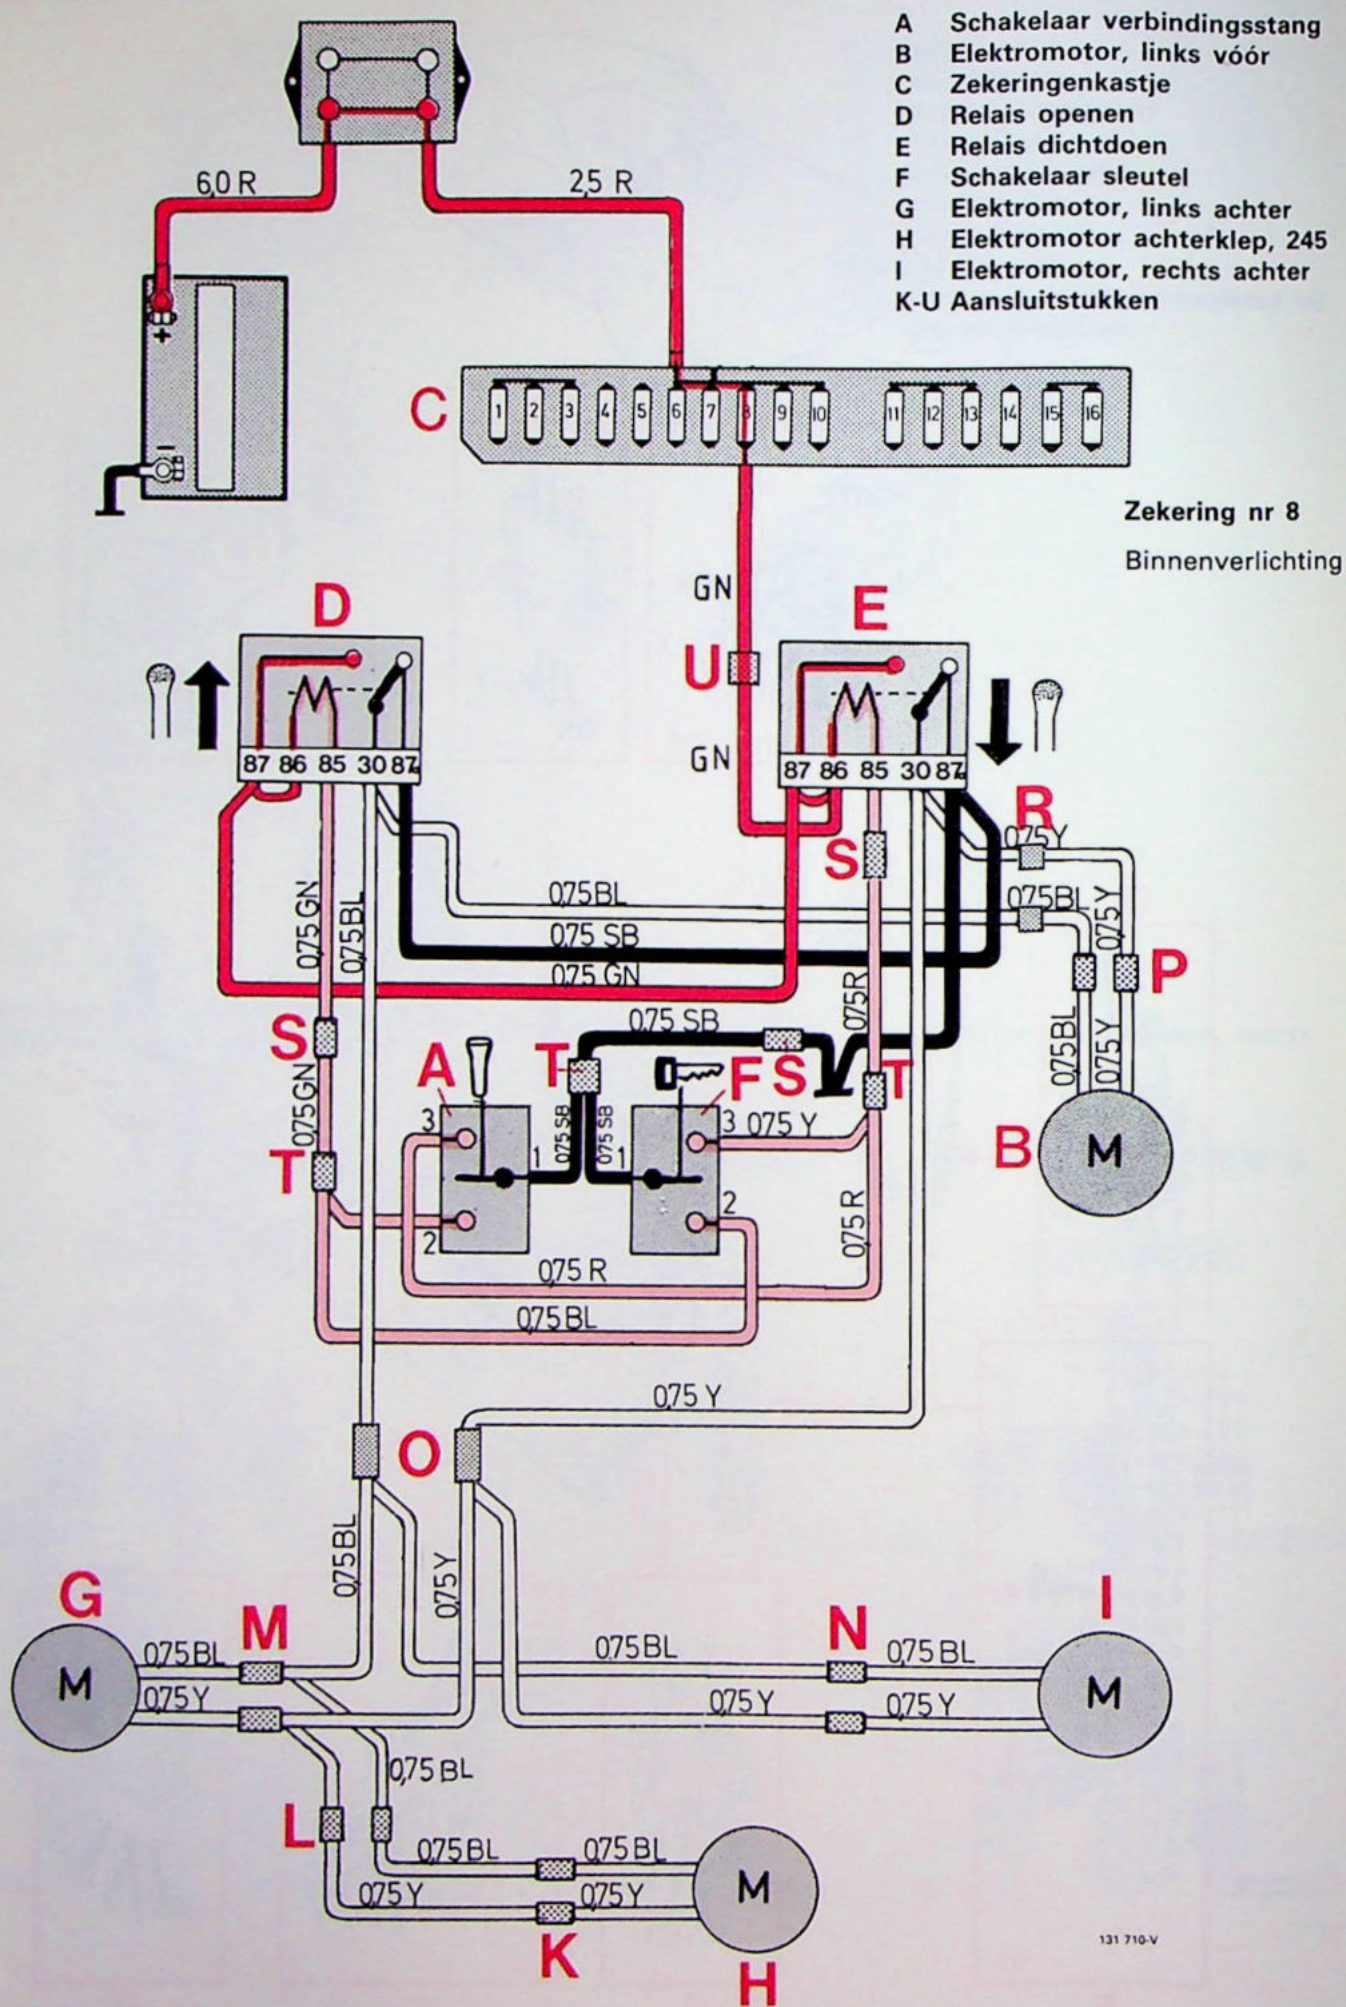 A Schakelaar verbindingsstang
B Elektromotor, links vóór
C Zekeringenkastje
D Relais openen
E Relais dichtdoen
F Schakelaar sleutel
G Elektromotor, links achter
H Elektromotor achterklep, 245
I Elektromotor, rechts achter
K-U Aansluitstukken
6,0 R
2,5 R
+
−
C
1 2 3 4 5 6 7 8 9 10 11 12 13 14 15 16
Zekering nr 8
Binnenverlichting
GN
D
E
U
GN
87 86 85 30 87a
87 86 85 30 87a
R
0,75 Y
S
0,75 BL
0,75 BL
0,75 Y
0,75 GN
0,75 BL
0,75 SB
0,75 GN
P
0,75 R
0,75 SB
S
A
T
F
S
T
0,75 BL
0,75 Y
0,75 GN
3
0,75 SB
0,75 SB
3
0,75 Y
B
M
T
1
1
2
2
0,75 R
0,75 R
0,75 BL
0,75 Y
O
0,75 BL
0,75 Y
G
M
N
I
0,75 BL
0,75 BL
0,75 BL
M
M
0,75 Y
0,75 Y
0,75 Y
0,75 BL
L
0,75 BL
0,75 BL
0,75 Y
0,75 Y
M
K
H
131 710-V